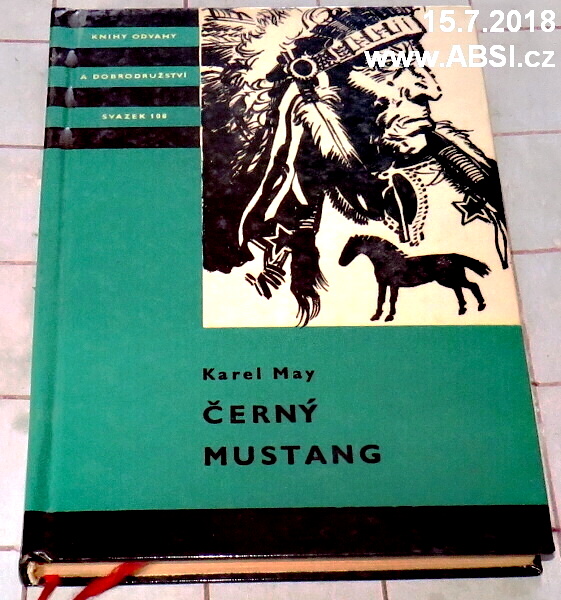 15.7.2018
www.ABSI.cz
KNIHY ODVAHY
A DOBRODRUŽSTVÍ
SVAZEK 108
Karel May
ČERNÝ
MUSTANG